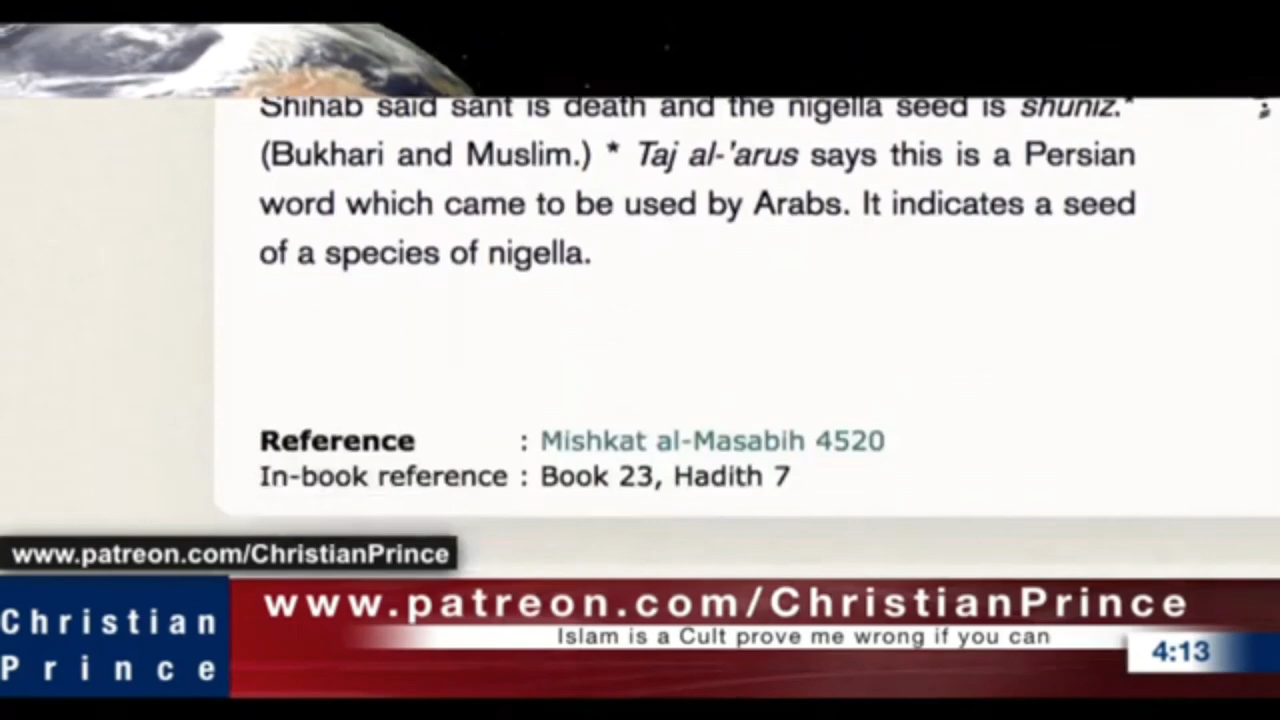 Shihab said sant is death and the nigella seed is shuniz.*
(Bukhari and Muslim.) * Taj al-'arus says this is a Persian
word which came to be used by Arabs. It indicates a seed
of a species of nigella.
Reference : Mishkat al-Masabih 4520
In-book reference : Book 23, Hadith 7
www.patreon.com/ChristianPrince
Christian
Prince
www.patreon.com/ChristianPrince
Islam is a Cult prove me wrong if you can
4:13